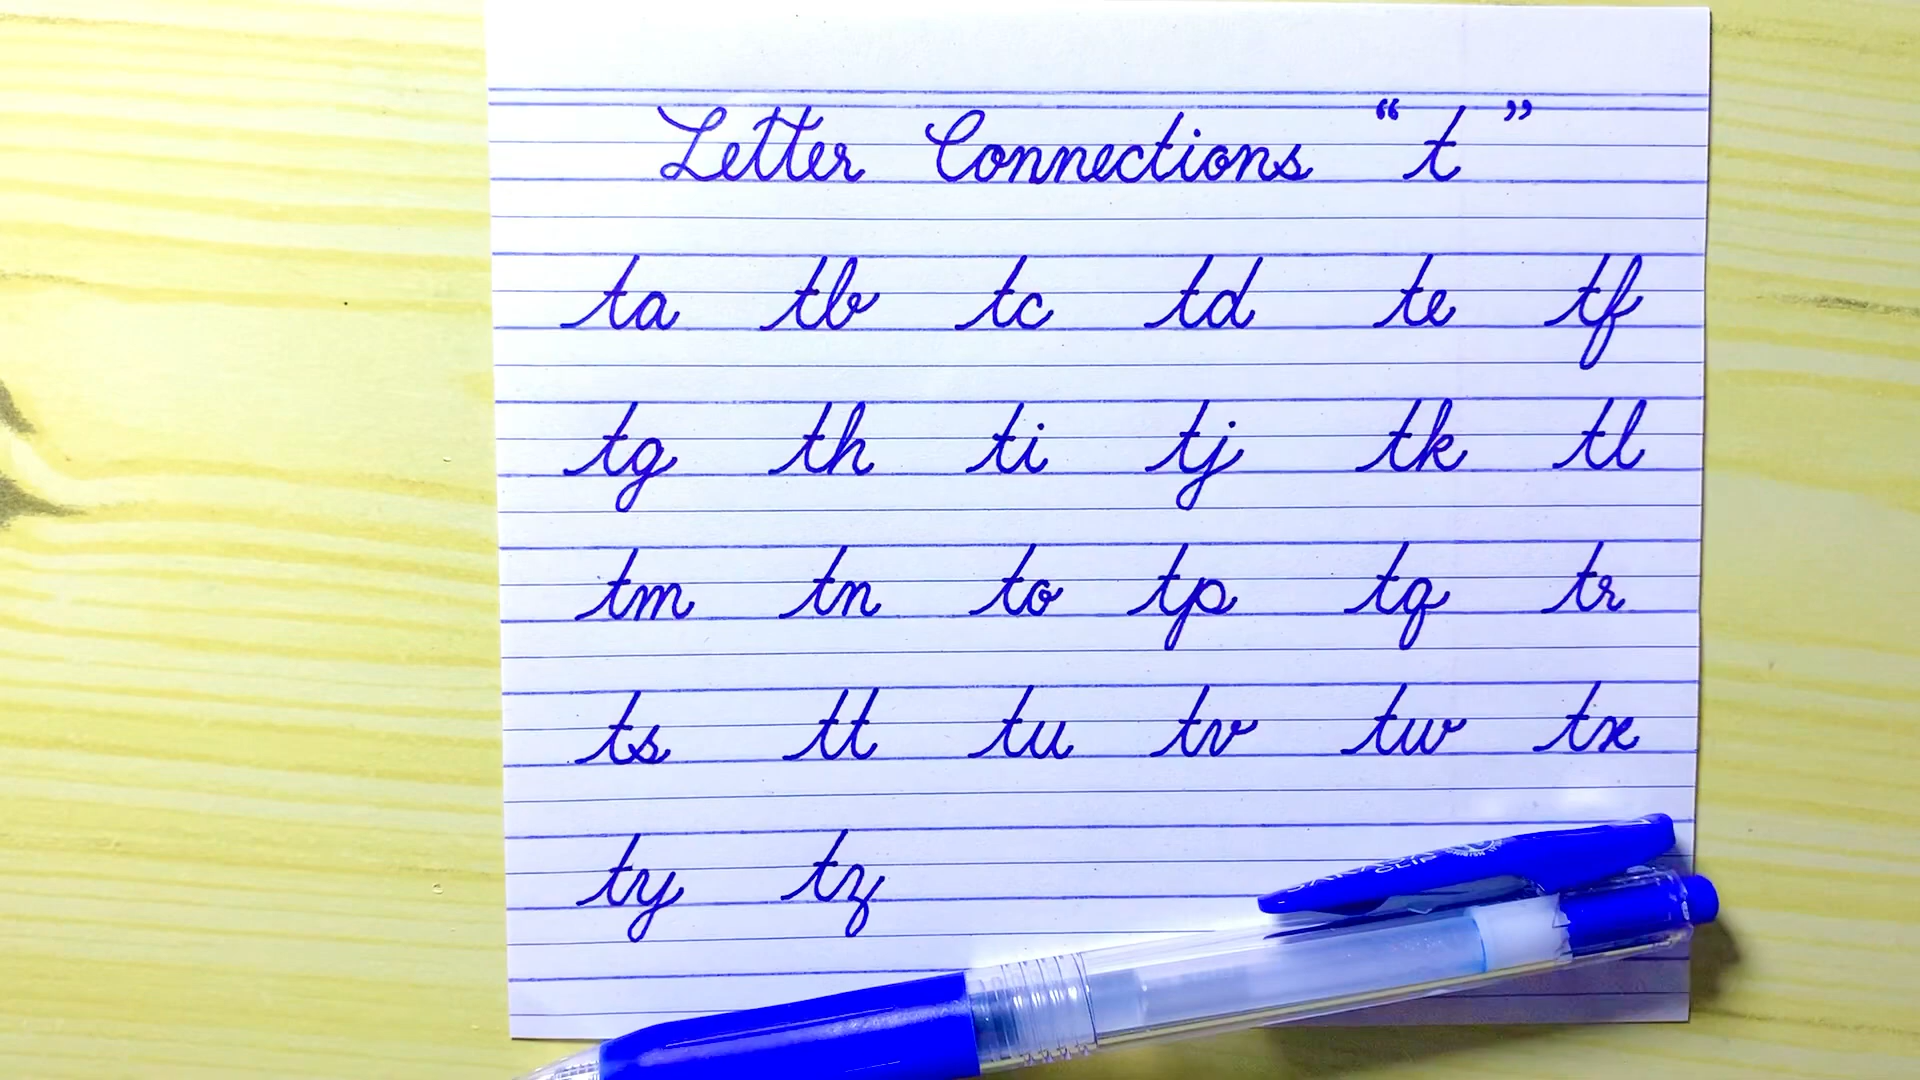 Letter Connections “t”
ta tb tc td te tf
tg th ti tj tk tl
tm tn to tp tq tr
ts tt tu tv tw tx
ty tz